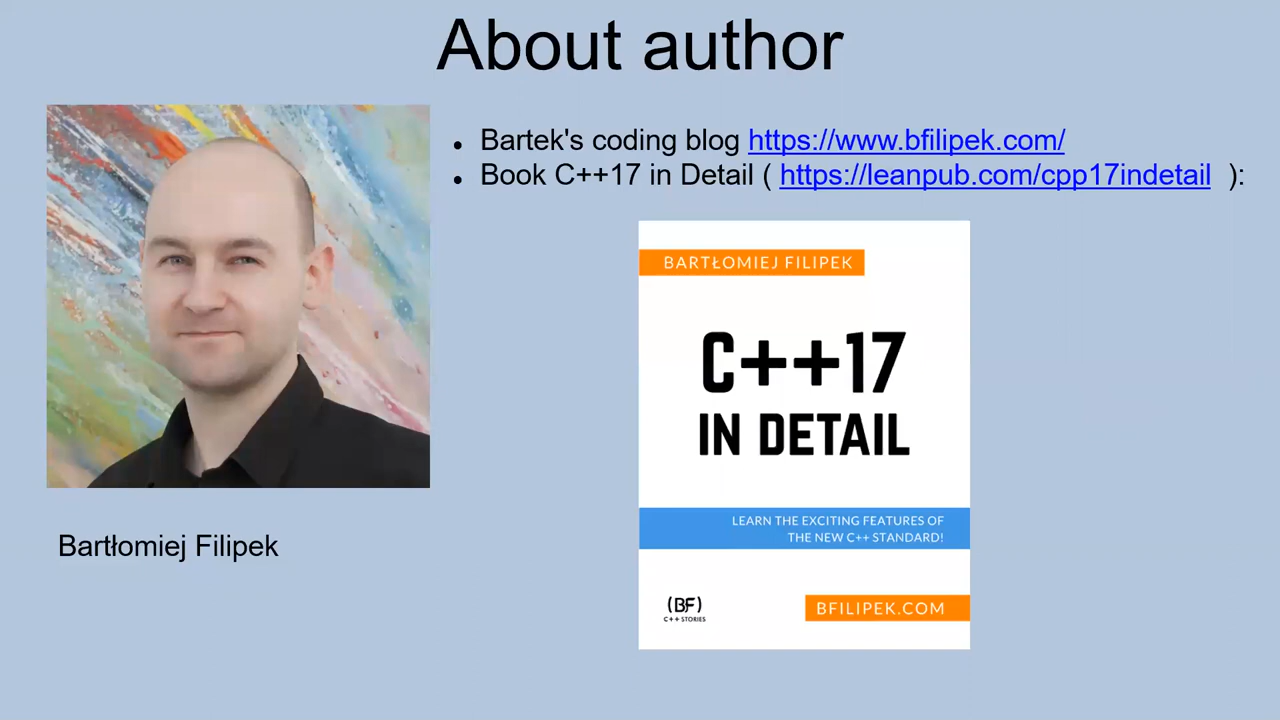 About author
Bartek's coding blog https://www.bfilipek.com/
Book C++17 in Detail ( https://leanpub.com/cpp17indetail ):
BARTŁOMIEJ FILIPEK
C++17
IN DETAIL
LEARN THE EXCITING FEATURES OF
THE NEW C++ STANDARD!
(BF)
C++ STORIES
BFILIPEK.COM
Bartłomiej Filipek